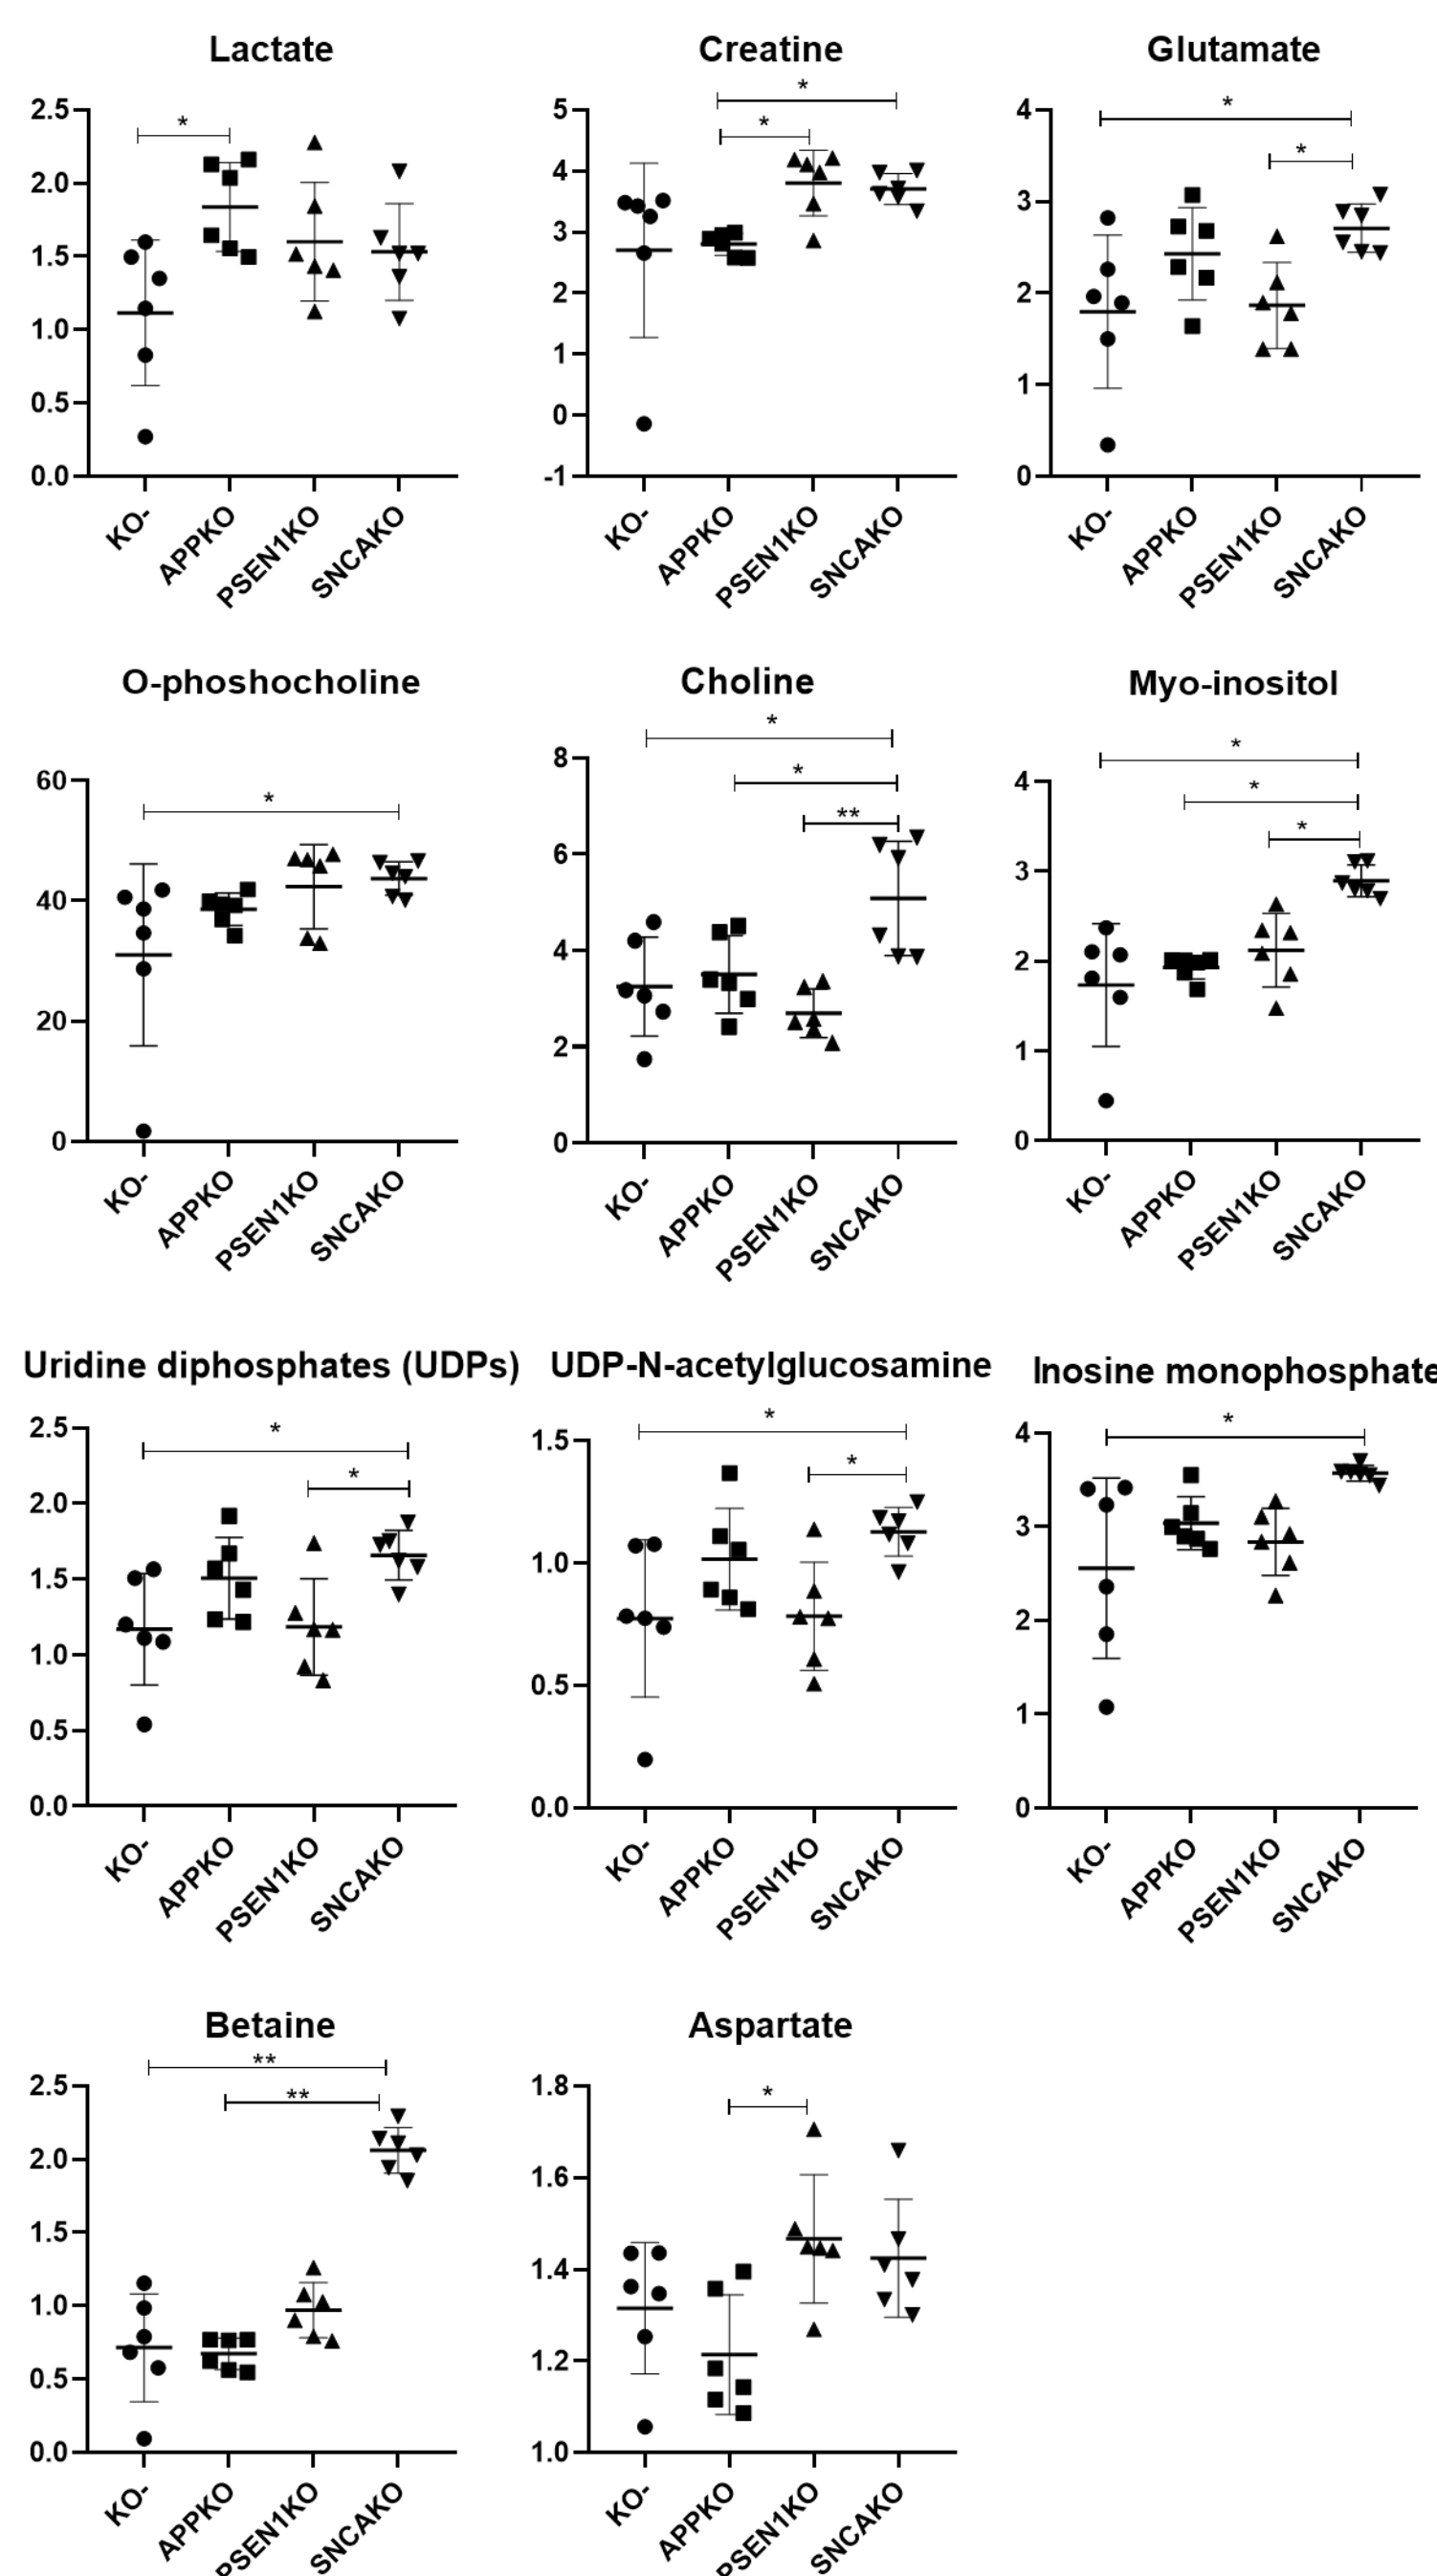 Lactate
*
2.5
2.0
1.5
1.0
0.5
0.0
KO-
APPKO
PSEN1KO
SNCAKO
Creatine
*
*
5
4
3
2
1
0
-1
KO-
APPKO
PSEN1KO
SNCAKO
Glutamate
*
*
4
3
2
1
0
KO-
APPKO
PSEN1KO
SNCAKO
O-phoshocholine
*
60
40
20
0
KO-
APPKO
PSEN1KO
SNCAKO
Choline
*
*
**
8
6
4
2
0
KO-
APPKO
PSEN1KO
SNCAKO
Myo-inositol
*
*
*
4
3
2
1
0
KO-
APPKO
PSEN1KO
SNCAKO
Uridine diphosphates (UDPs)
*
*
2.5
2.0
1.5
1.0
0.5
0.0
KO-
APPKO
PSEN1KO
SNCAKO
UDP-N-acetylglucosamine
*
*
1.5
1.0
0.5
0.0
KO-
APPKO
PSEN1KO
SNCAKO
Inosine monophosphate
*
4
3
2
1
0
KO-
APPKO
PSEN1KO
SNCAKO
Betaine
**
**
2.5
2.0
1.5
1.0
0.5
0.0
KO-
APPKO
PSEN1KO
SNCAKO
Aspartate
*
1.8
1.6
1.4
1.2
1.0
KO-
APPKO
PSEN1KO
SNCAKO